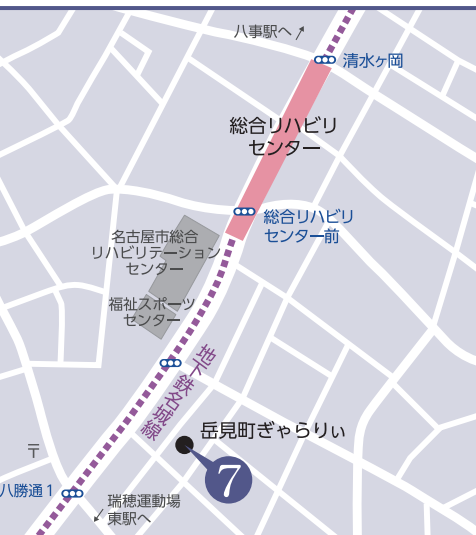 八事駅へ
清水ヶ岡
総合リハビリ
センター
総合リハビリ
センター前
名古屋市総合
リハビリテーション
センター
福祉スポーツ
センター
地下鉄名城線
岳見町ぎゃらりぃ
〒
7
八勝通1
瑞穂運動場
東駅へ